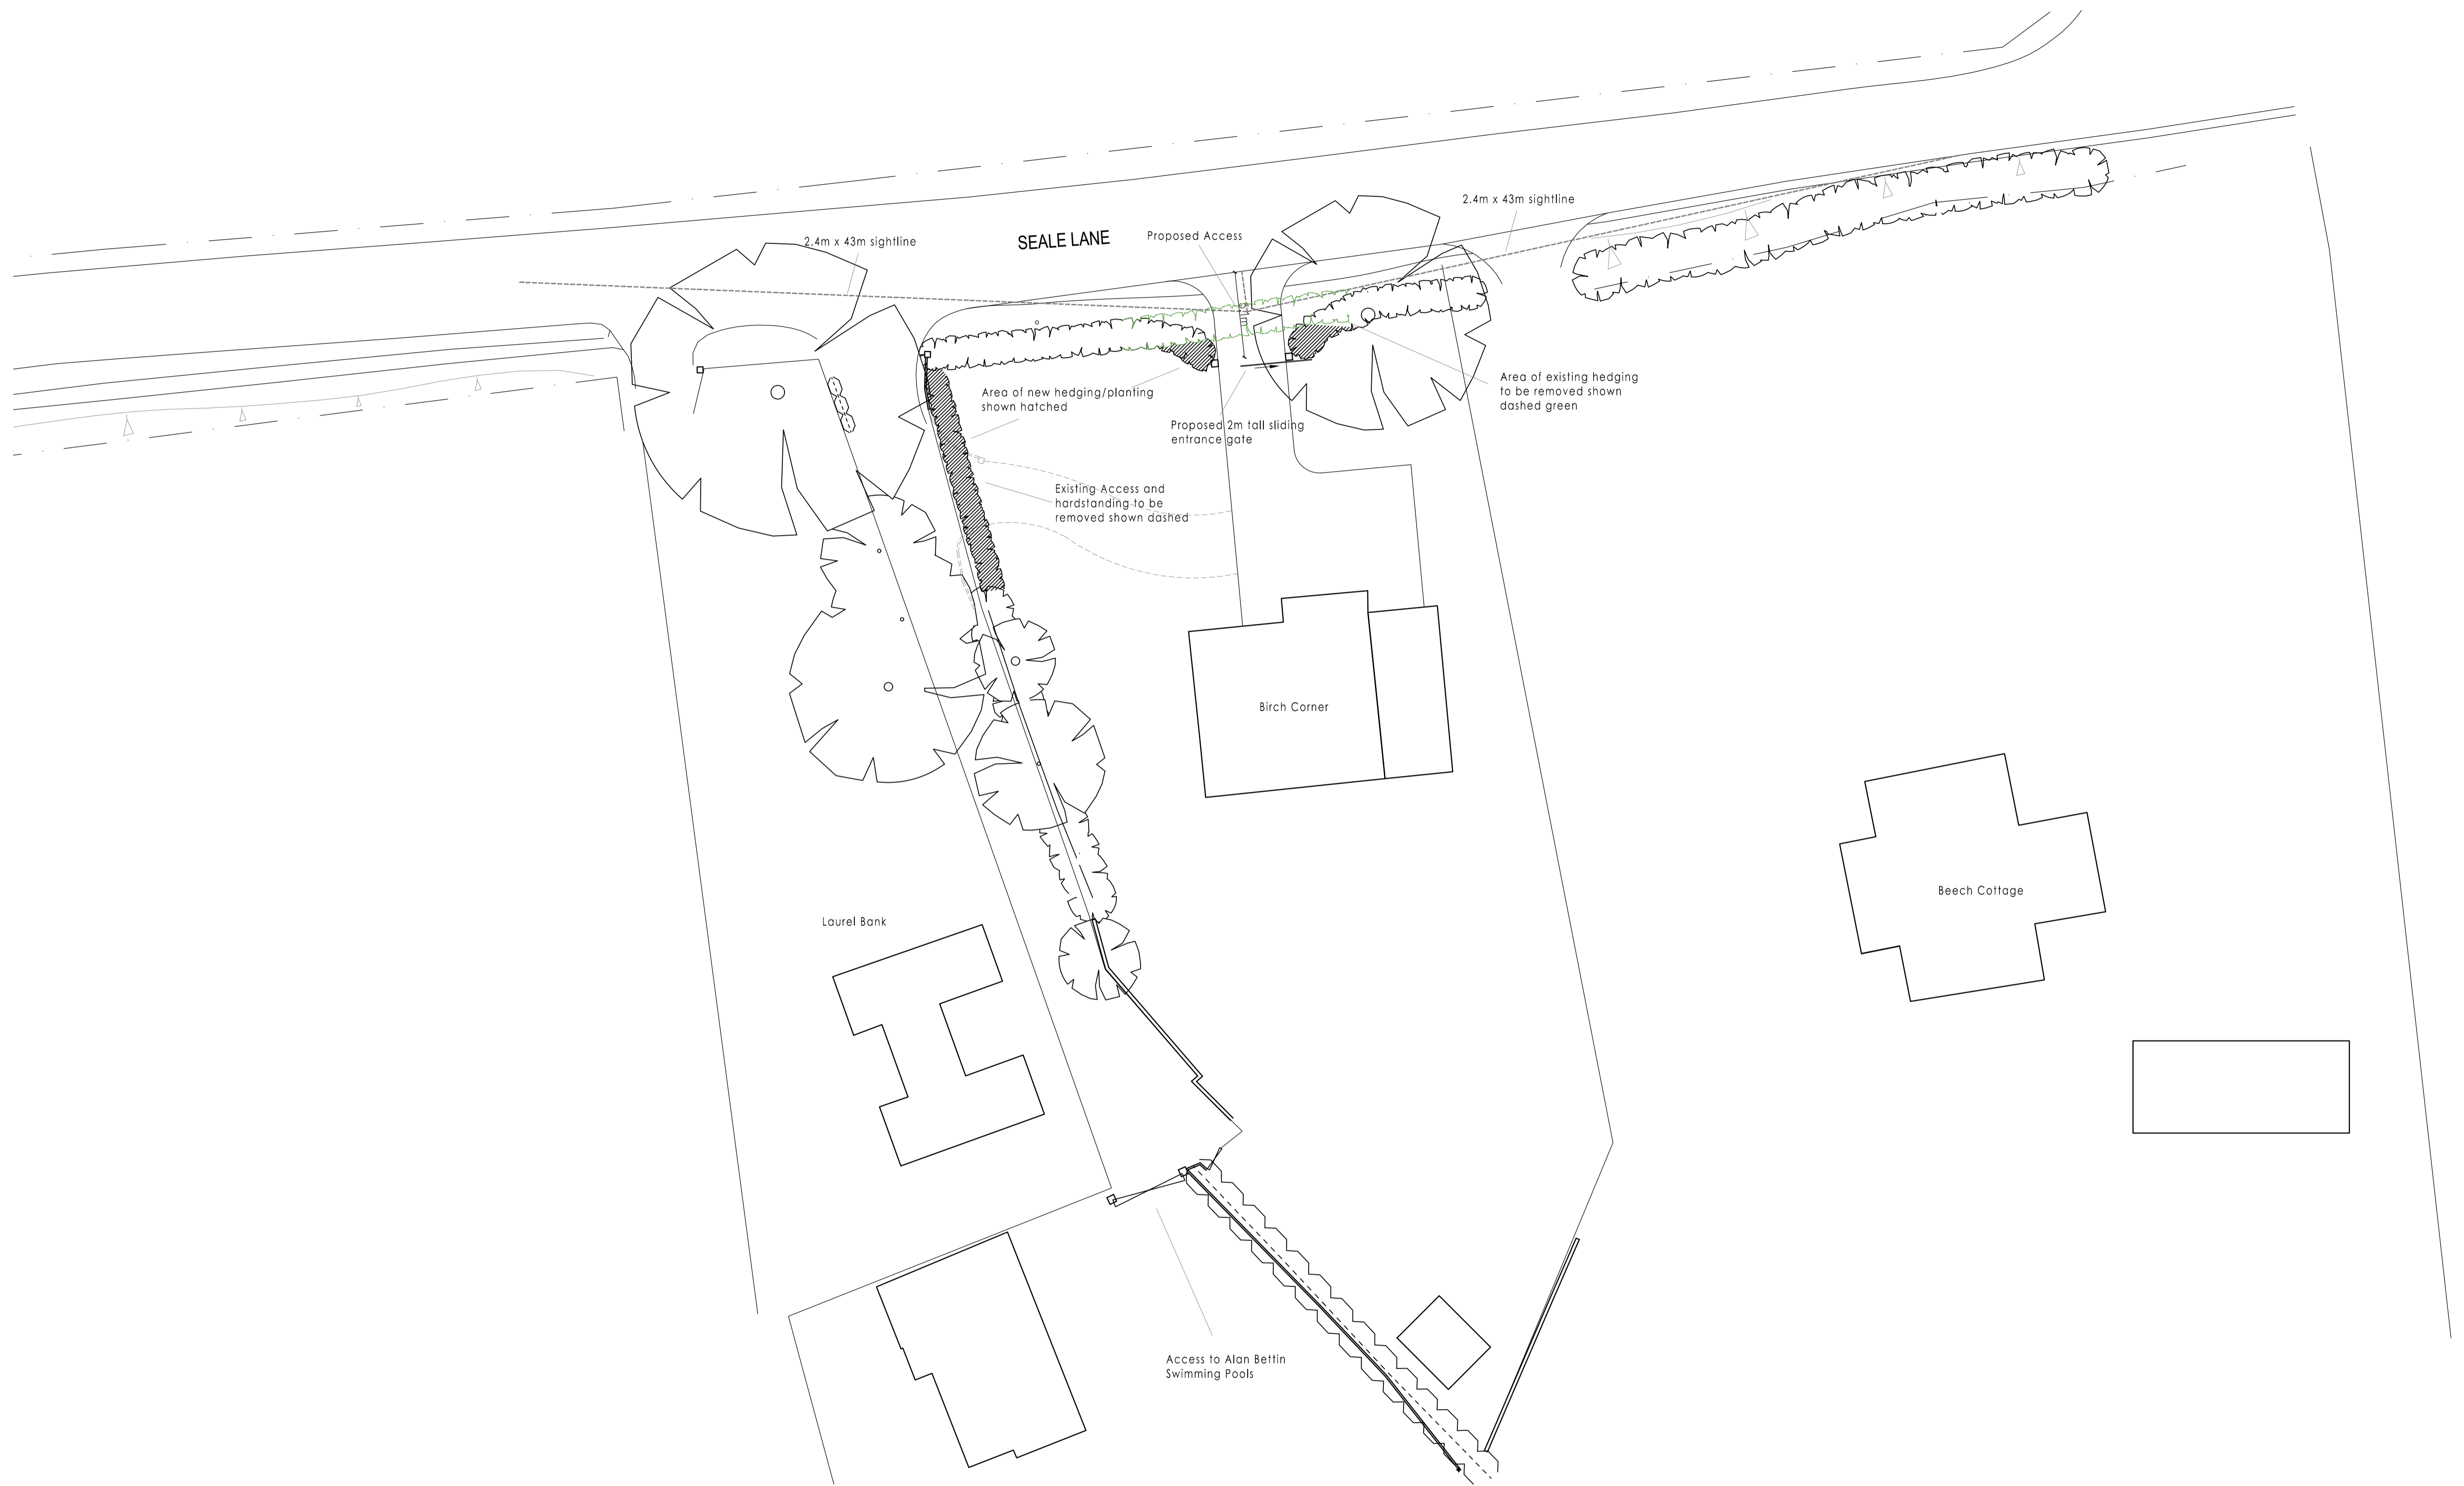 2.4m x 43m sightline
2.4m x 43m sightline
SEALE LANE
Proposed Access
Area of new hedging/planting
shown hatched
Area of existing hedging
to be removed shown
dashed green
Proposed 2m tall sliding
entrance gate
Existing Access and
hardstanding to be
removed shown dashed
Birch Corner
Beech Cottage
Laurel Bank
Access to Alan Bettin
Swimming Pools